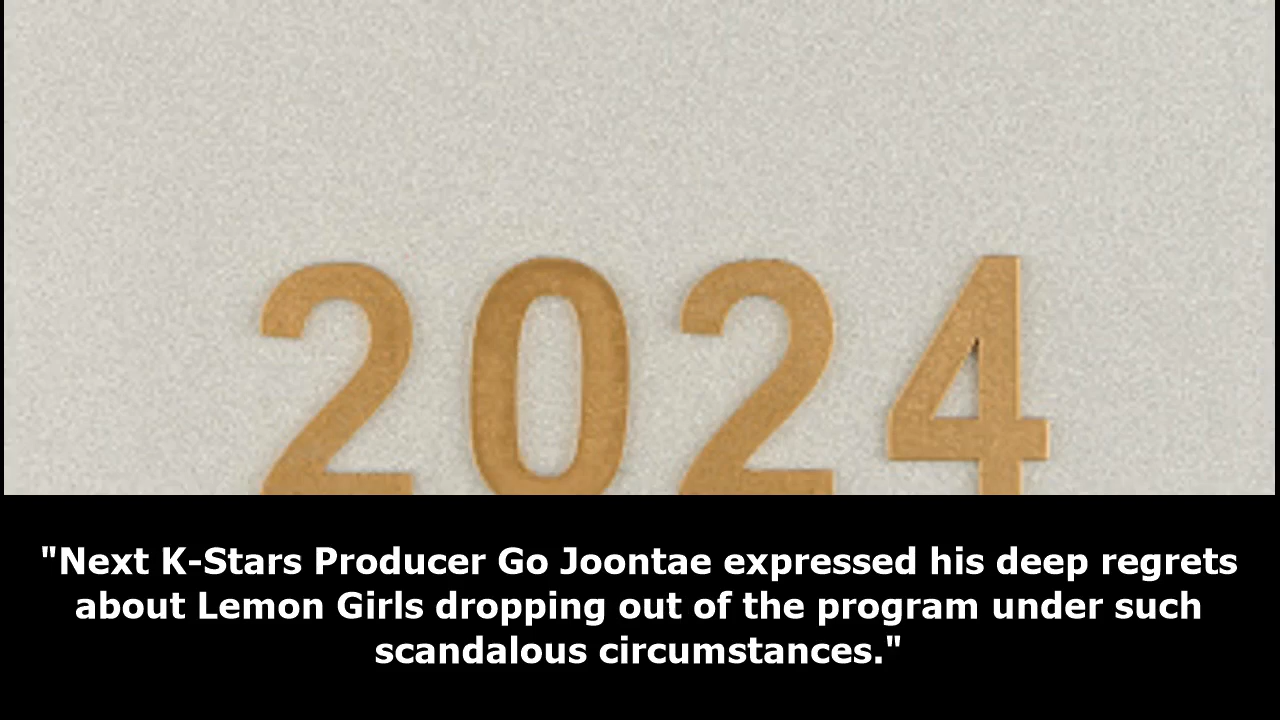 2024
"Next K-Stars Producer Go Joontae expressed his deep regrets
about Lemon Girls dropping out of the program under such
scandalous circumstances."